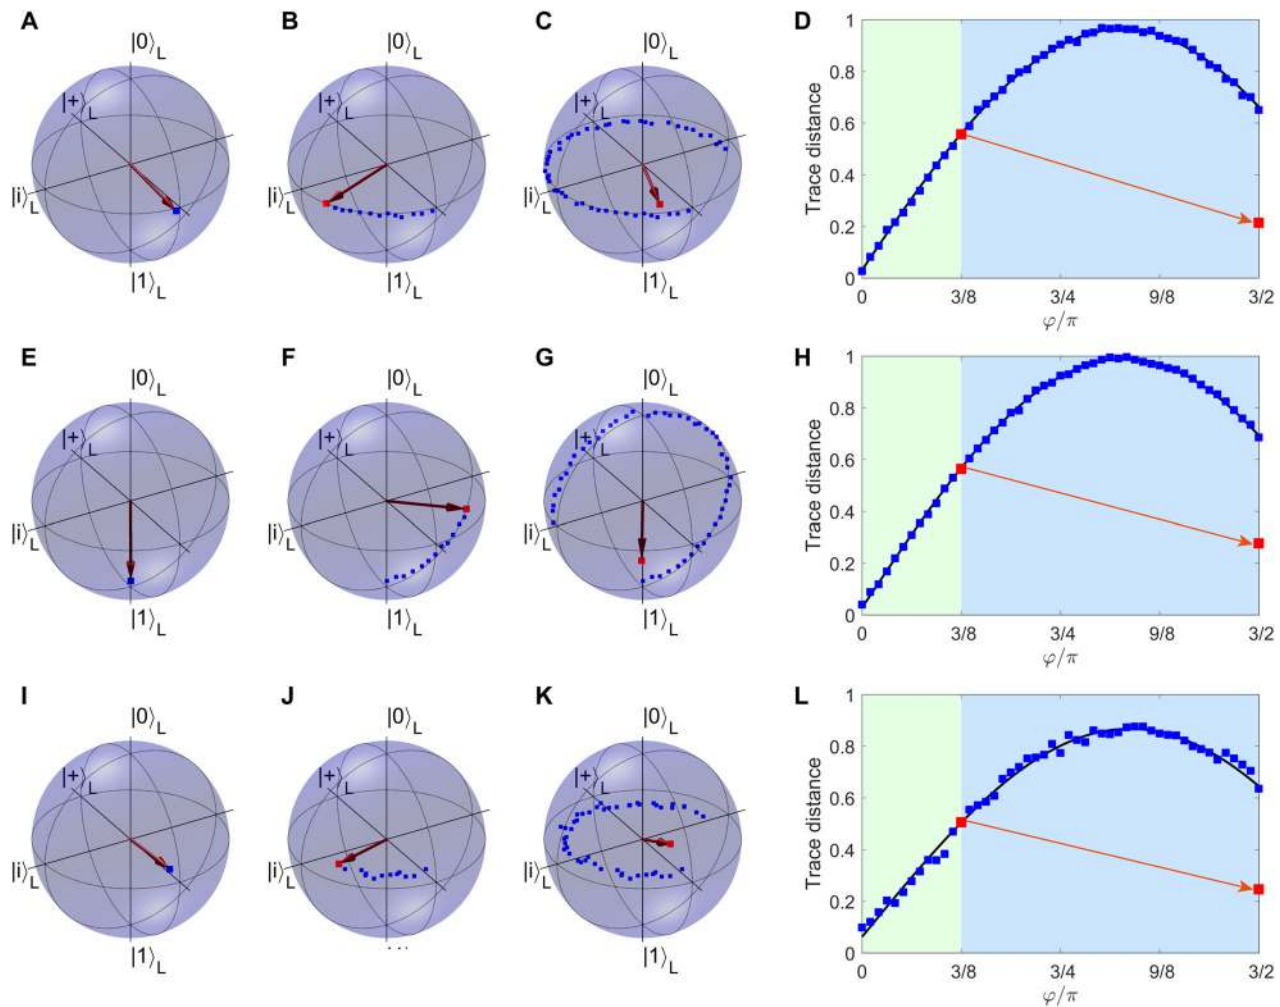 A
|0⟩L
|+⟩L
|i⟩L
|1⟩L
B
|0⟩L
|+⟩L
|i⟩L
|1⟩L
C
|0⟩L
|+⟩L
|i⟩L
|1⟩L
D
Trace distance
1
0.8
0.6
0.4
0.2
0
0 3/8 3/4 9/8 3/2
φ/π
E
|0⟩L
|+⟩L
|i⟩L
|1⟩L
F
|0⟩L
|+⟩L
|i⟩L
|1⟩L
G
|0⟩L
|+⟩L
|i⟩L
|1⟩L
H
Trace distance
1
0.8
0.6
0.4
0.2
0
0 3/8 3/4 9/8 3/2
φ/π
I
|0⟩L
|+⟩L
|i⟩L
|1⟩L
J
|0⟩L
|+⟩L
|i⟩L
K
|0⟩L
|+⟩L
|i⟩L
|1⟩L
L
Trace distance
1
0.8
0.6
0.4
0.2
0
0 3/8 3/4 9/8 3/2
φ/π